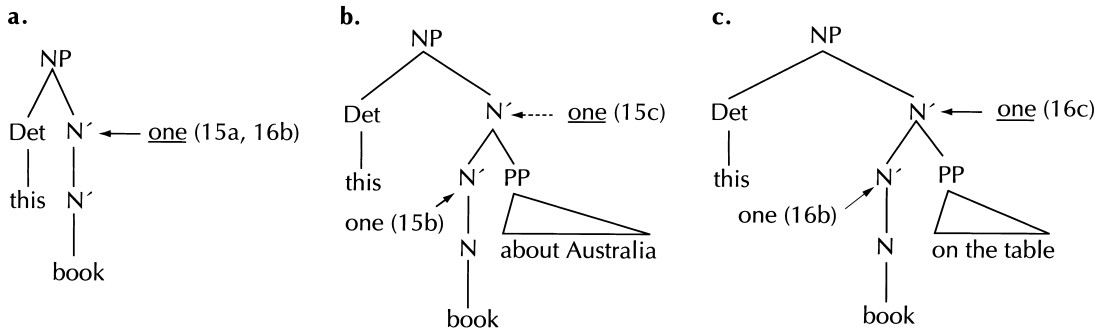 a.
NP
Det N′ one (15a, 16b)
this N′
book
b.
NP
Det N′ one (15c)
this N′ PP
one (15b)
N about Australia
book
c.
NP
Det N′ one (16c)
this N′ PP
one (16b)
N on the table
book